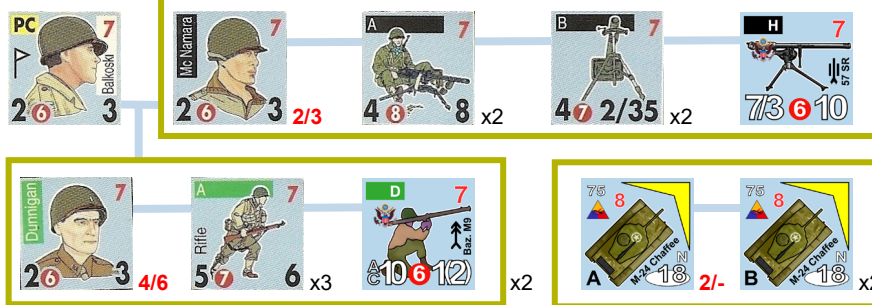 PC 7 Balkoski 2 6 3
Mc Namara 7 2 6 3 2/3
A 7 4 8 8 x2
B 7 4 7 2/35 x2
H 7 57 SR 7/3 6 10
Dunnigan 7 2 6 3 4/6
A 7 Rifle 5 7 6 x3
D 7 Baz. M9 A/C 10 6 1(2) x2
75 8 M-24 Chaffee A N 18 2/-
75 8 M-24 Chaffee B N 18 x2